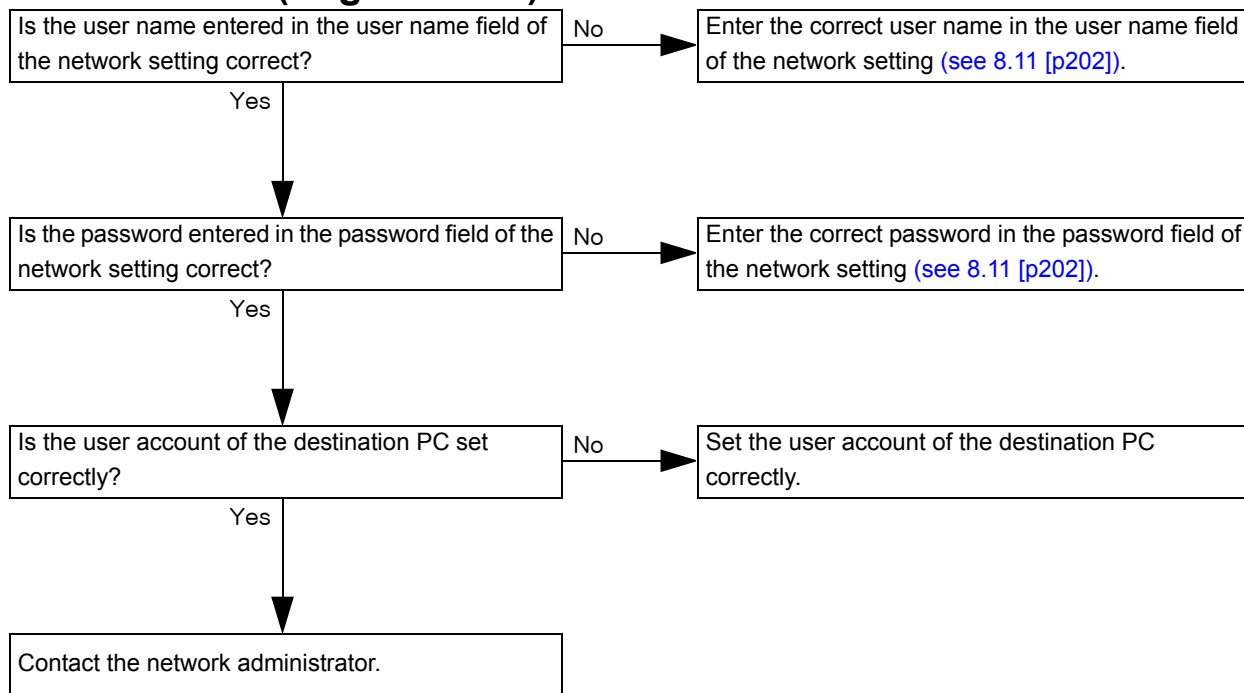 Is the user name entered in the user name field of
the network setting correct?
No
Enter the correct user name in the user name field
of the network setting (see 8.11 [p202]).
Yes
Is the password entered in the password field of the
network setting correct?
No
Enter the correct password in the password field of
the network setting (see 8.11 [p202]).
Yes
Is the user account of the destination PC set
correctly?
No
Set the user account of the destination PC
correctly.
Yes
Contact the network administrator.